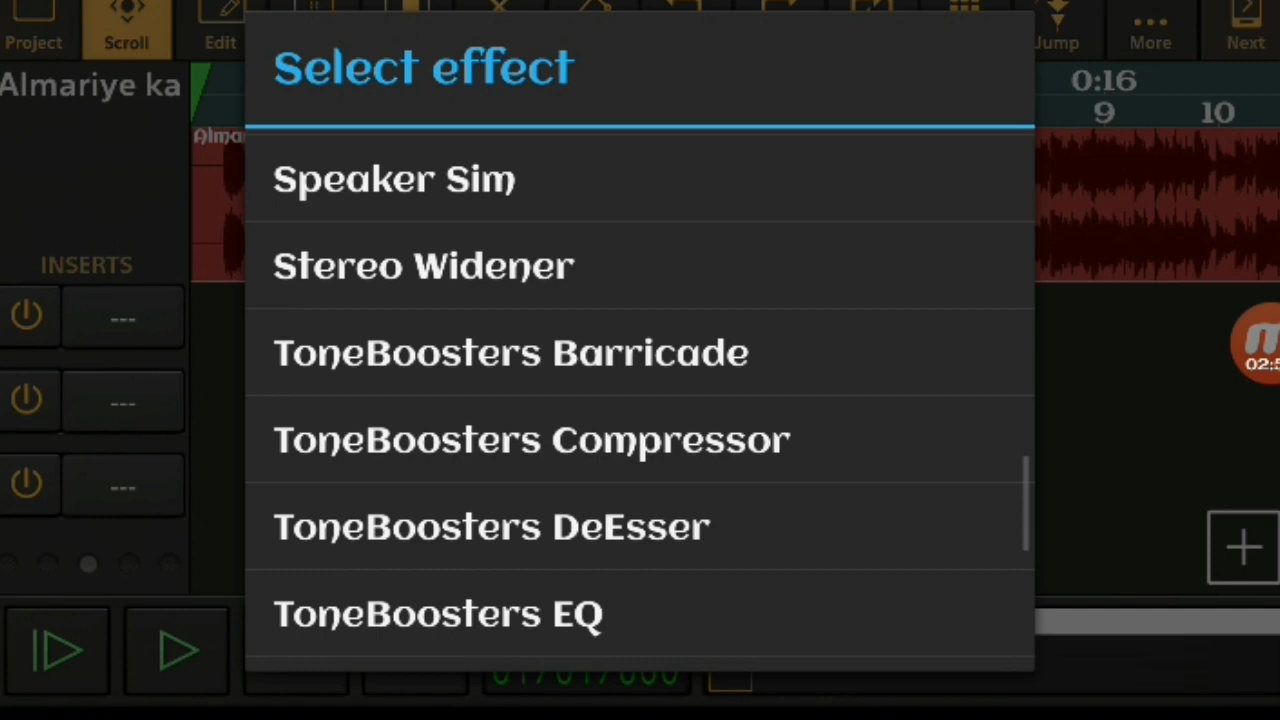 Project
Scroll
Edit
Jump
More
Next
Select effect
Almariye ka
0:16
9
10
Alma
Speaker Sim
Stereo Widener
INSERTS
---
ToneBoosters Barricade
---
ToneBoosters Compressor
---
ToneBoosters DeEsser
ToneBoosters EQ